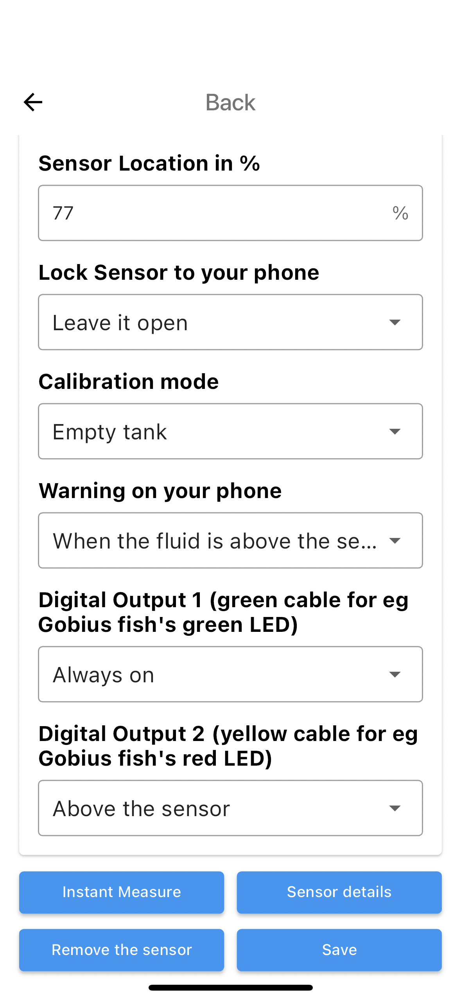 Back
Sensor Location in %
77 %
Lock Sensor to your phone
Leave it open
Calibration mode
Empty tank
Warning on your phone
When the fluid is above the se...
Digital Output 1 (green cable for eg
Gobius fish's green LED)
Always on
Digital Output 2 (yellow cable for eg
Gobius fish's red LED)
Above the sensor
Instant Measure
Sensor details
Remove the sensor
Save